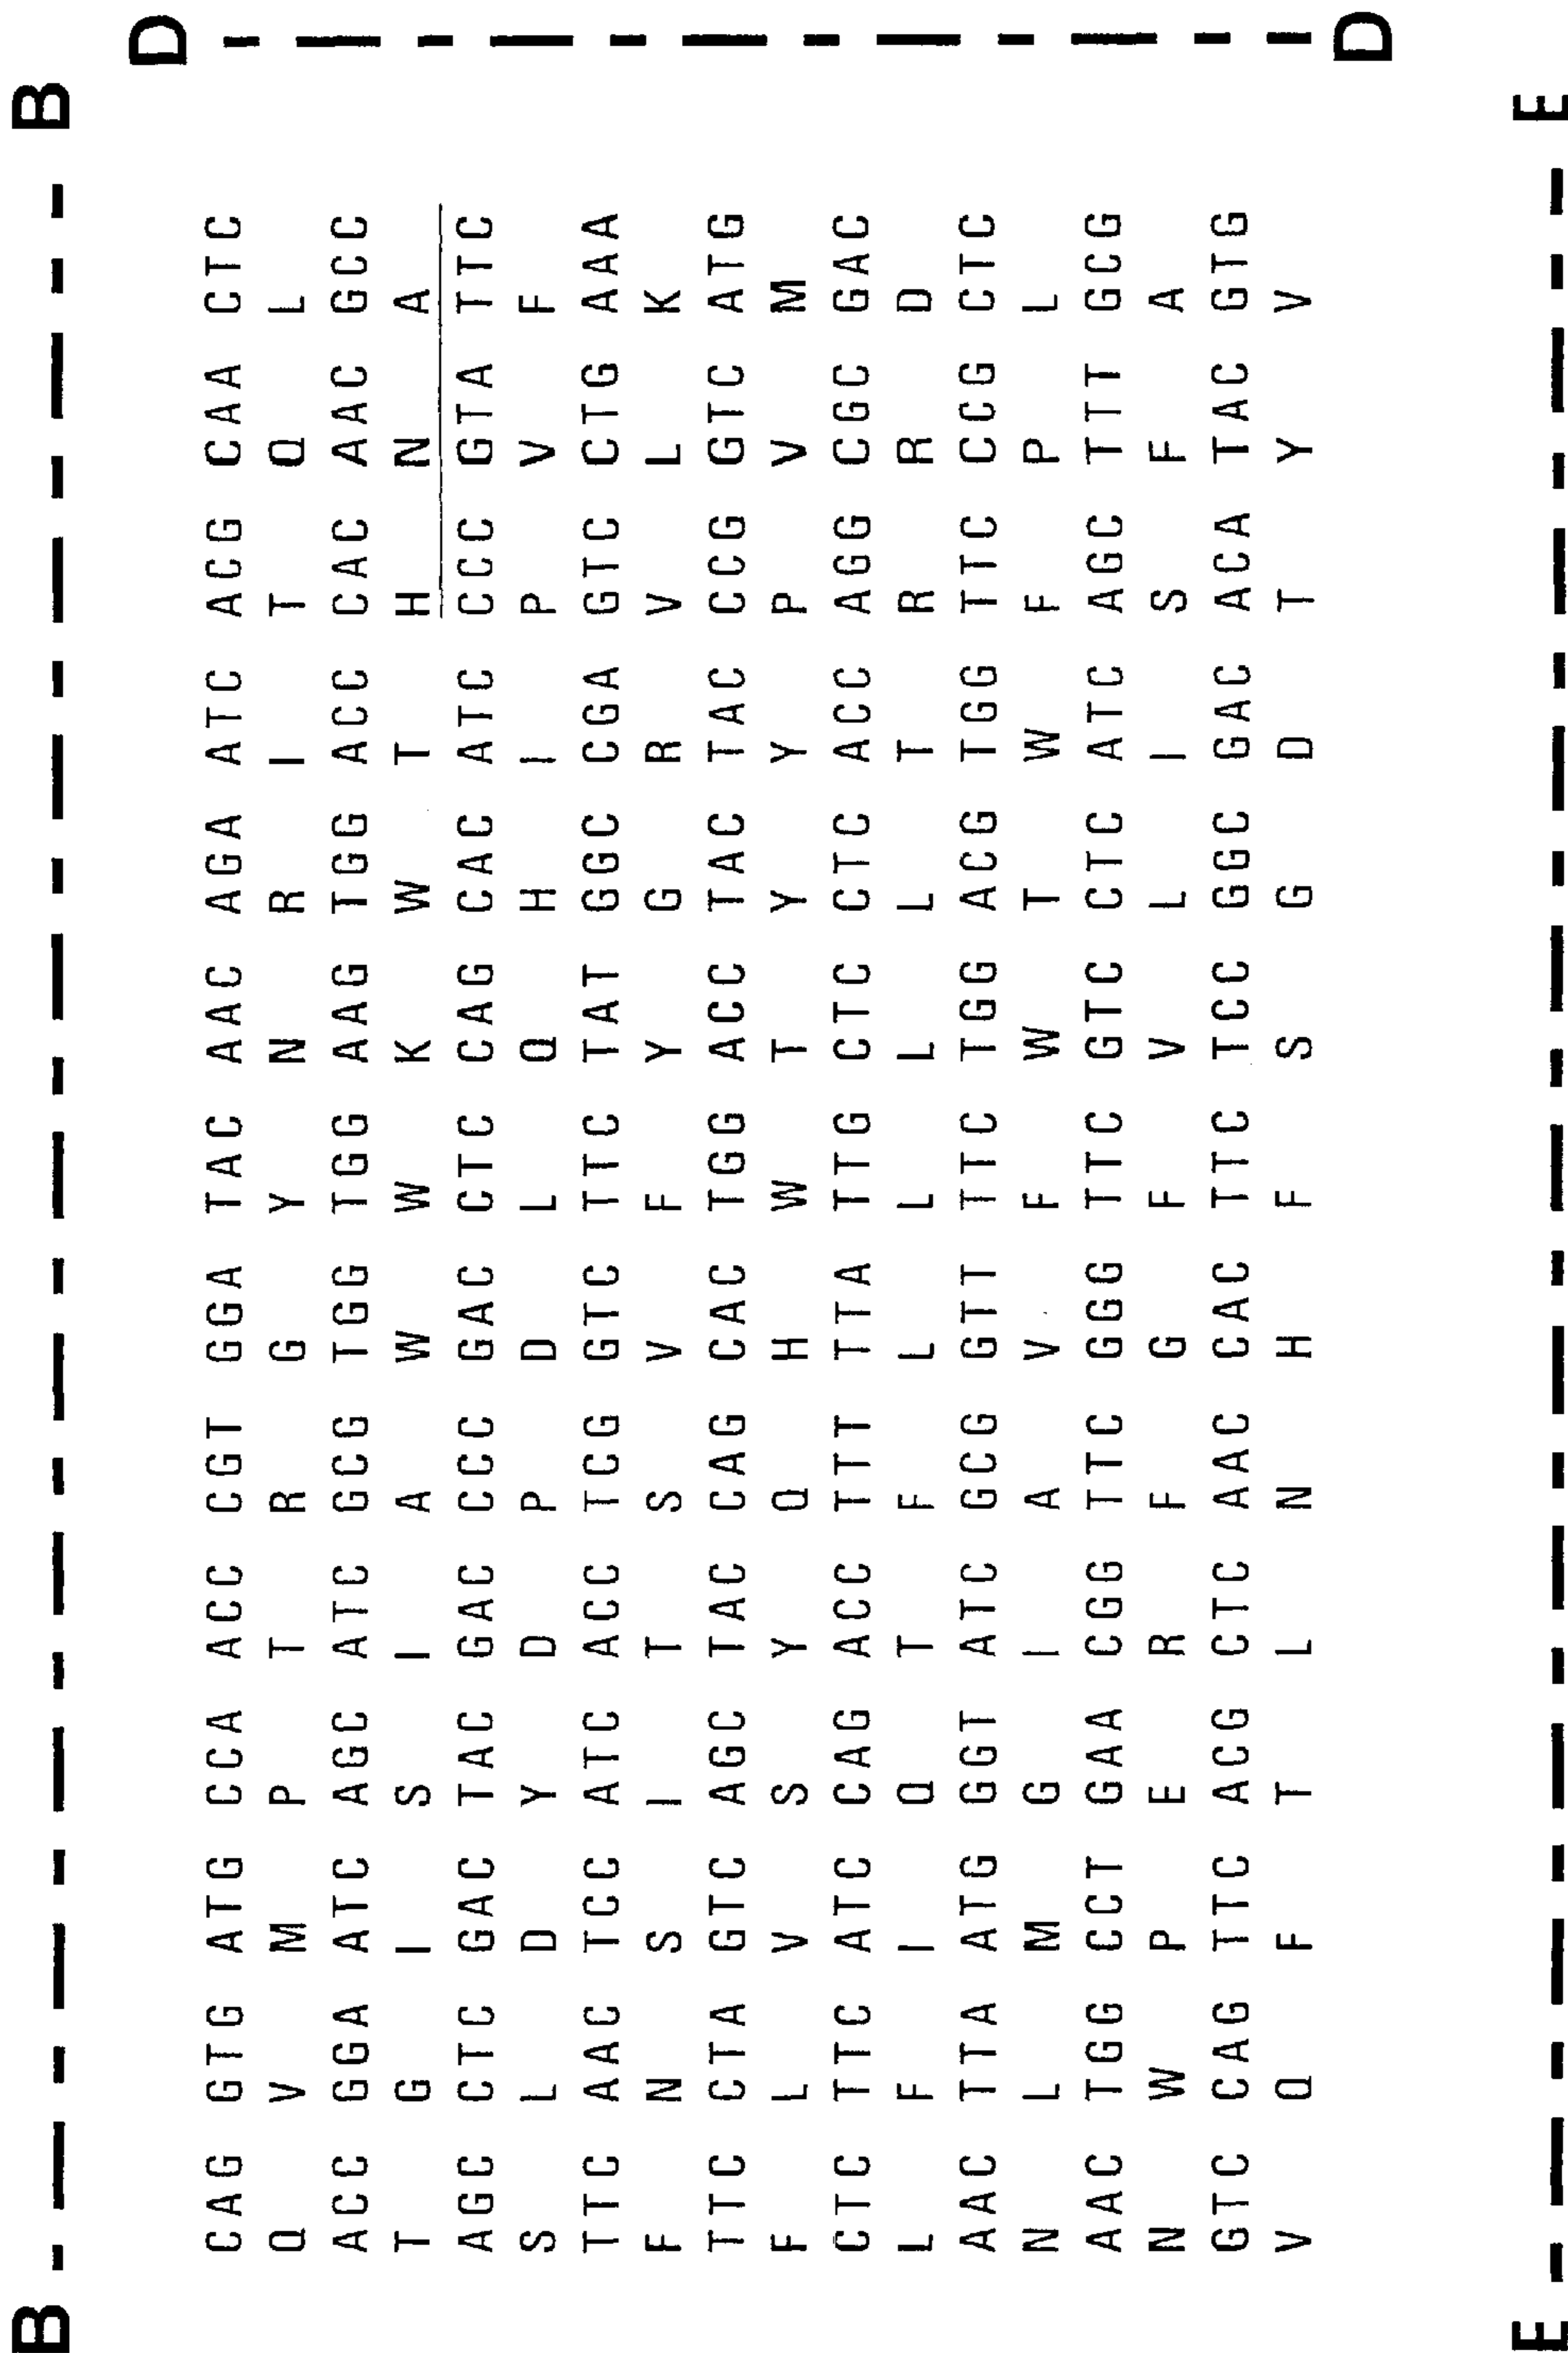 B B
CAG GTG ATG CCA ACC CGT GGA TAC AAC AGA ATC ACG CAA CTC
Q V M P T R G Y N R I T Q L
ACC GGA ATC AGC ATC GCG TGG TGG AAG TGG ACC CAC AAC GCC
T G I S I A W W K W T H N A
AGC CTC GAC TAC GAC CCC GAC CTC CAG CAC ATC CCC GTA TTC
S L D Y D P D L Q H I P V F
TTC AAC TCC ATC ACC TCG GTC TTC TAT GGC CGA GTC CTG AAA
F N S I T S V F Y G R V L K
TTC CTA GTC AGC TAC CAG CAC TGG ACC TAC TAC CCG GTC ATG
F L V S Y Q H W T Y Y P V M
CTC TTC ATC CAG ACC TTT TTA TTG CTC CTC ACC AGG CGC GAC
L F I Q T F L L L L T R R D
AAC TTA ATG GGT ATC GCG GTT TTC TGG ACG TGG TTC CCG CTC
N L M G I A V F W T W F P L
AAC TGG CCT GAA CGG TTC GGG TTC GTC CTC ATC AGC TTT GCG
N W P E R F G F V L I S F A
GTC CAG TTC ACG CTC AAC CAC TTC TCC GGC GAC ACA TAC GTG
V Q F T L N H F S G D T Y V
D D
E E